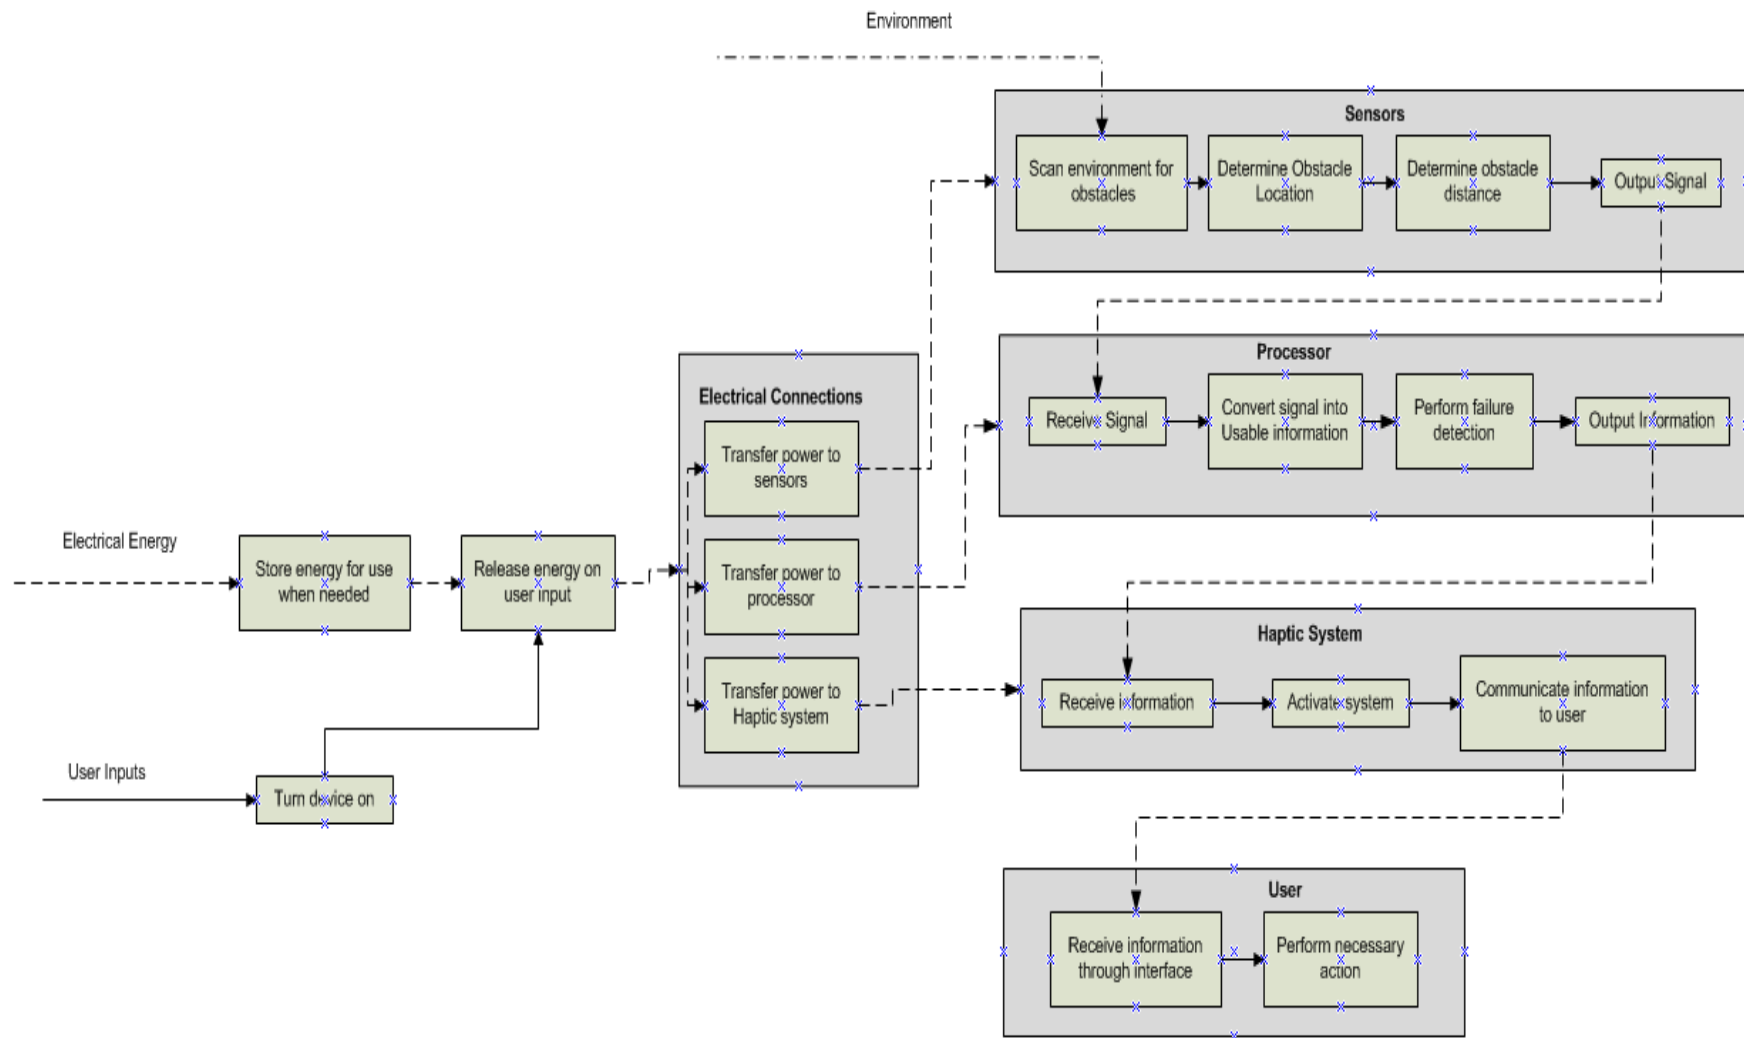 Environment
Sensors
Scan environment for
obstacles
Determine Obstacle
Location
Determine obstacle
distance
Output Signal
Processor
Receive Signal
Convert signal into
Usable information
Perform failure
detection
Output Information
Electrical Connections
Transfer power to
sensors
Transfer power to
processor
Transfer power to
Haptic system
Electrical Energy
Store energy for use
when needed
Release energy on
user input
User Inputs
Turn device on
Haptic System
Receive information
Activate system
Communicate information
to user
User
Receive information
through interface
Perform necessary
action